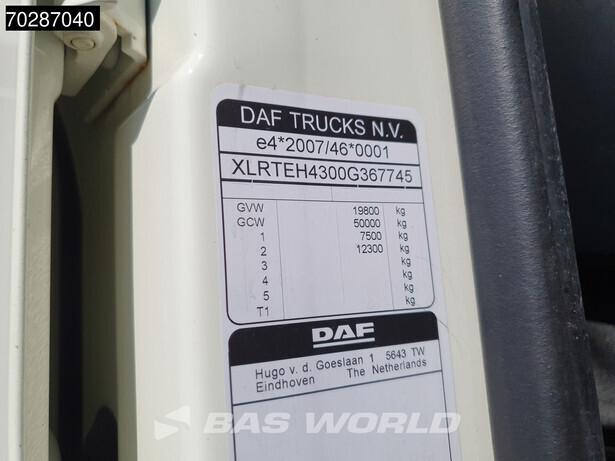 70287040
DAF TRUCKS N.V.
e4*2007/46*0001
XLRTEH4300G367745
GVW 19800 kg
GCW 50000 kg
1 7500 kg
2 12300 kg
3 kg
4 kg
5 kg
T1 kg
DAF
Hugo v. d. Goeslaan 1 5643 TW
Eindhoven The Netherlands
BAS WORLD